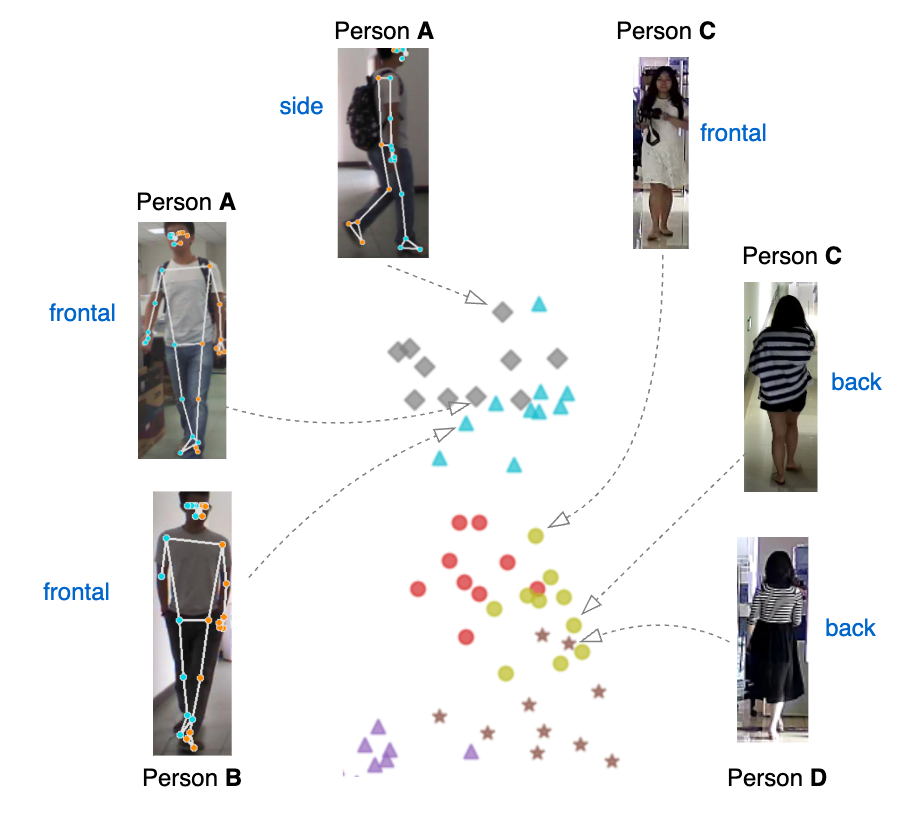 Person A
Person C
side
frontal
Person A
Person C
frontal
back
frontal
back
Person B
Person D